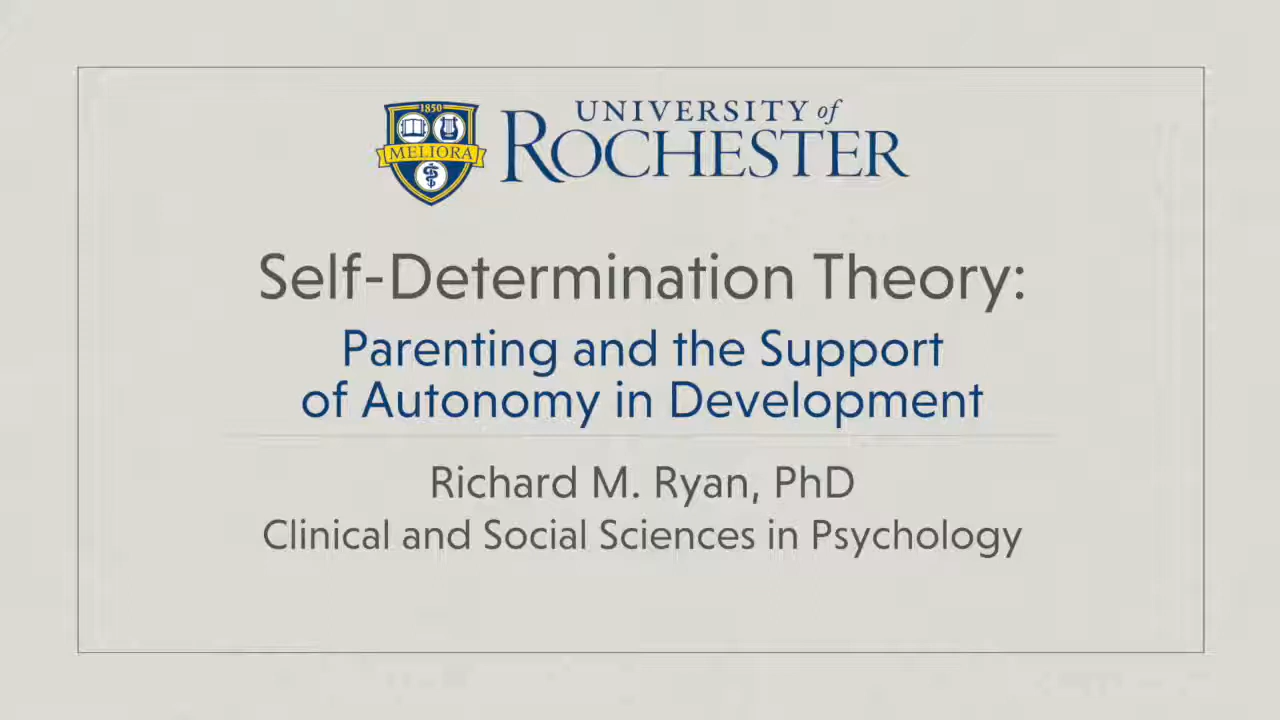 1850
MELIORA
UNIVERSITY of
ROCHESTER
Self-Determination Theory:
Parenting and the Support
of Autonomy in Development
Richard M. Ryan, PhD
Clinical and Social Sciences in Psychology